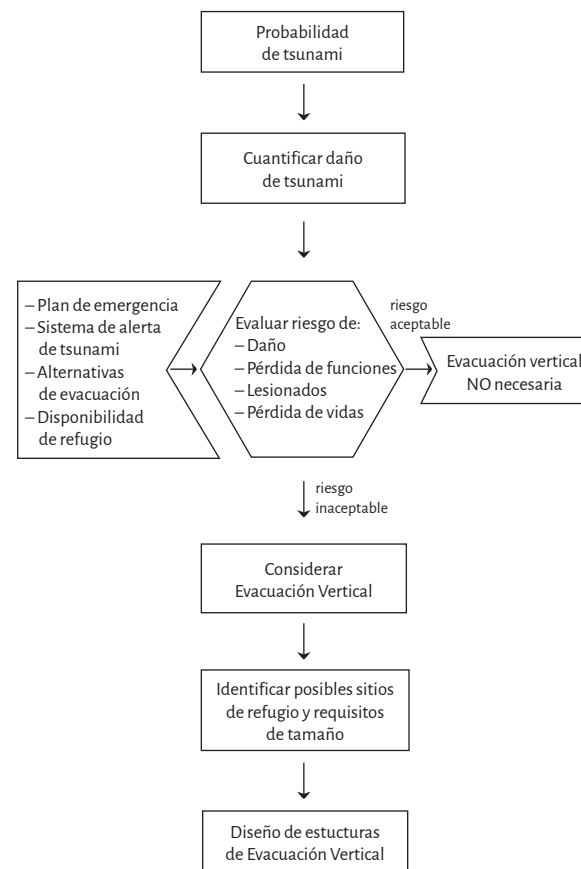 Probabilidad
de tsunami
Cuantificar daño
de tsunami
– Plan de emergencia
– Sistema de alerta
de tsunami
– Alternativas
de evacuación
– Disponibilidad
de refugio
Evaluar riesgo de:
– Daño
– Pérdida de funciones
– Lesionados
– Pérdida de vidas
riesgo
aceptable
Evacuación vertical
NO necesaria
riesgo
inaceptable
Considerar
Evacuación Vertical
Identificar posibles sitios
de refugio y requisitos
de tamaño
Diseño de estucturas
de Evacuación Vertical